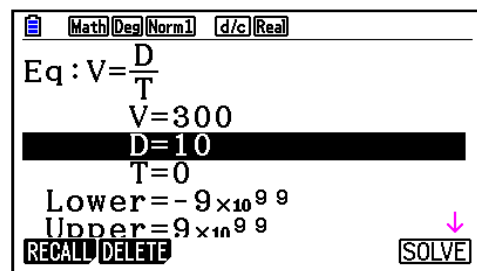 Math Deg Norm1 d/c Real
Eq:V=D/T
V=300
D=10
T=0
Lower=-9×10^99
Upper=9×10^99
RECALL DELETE SOLVE